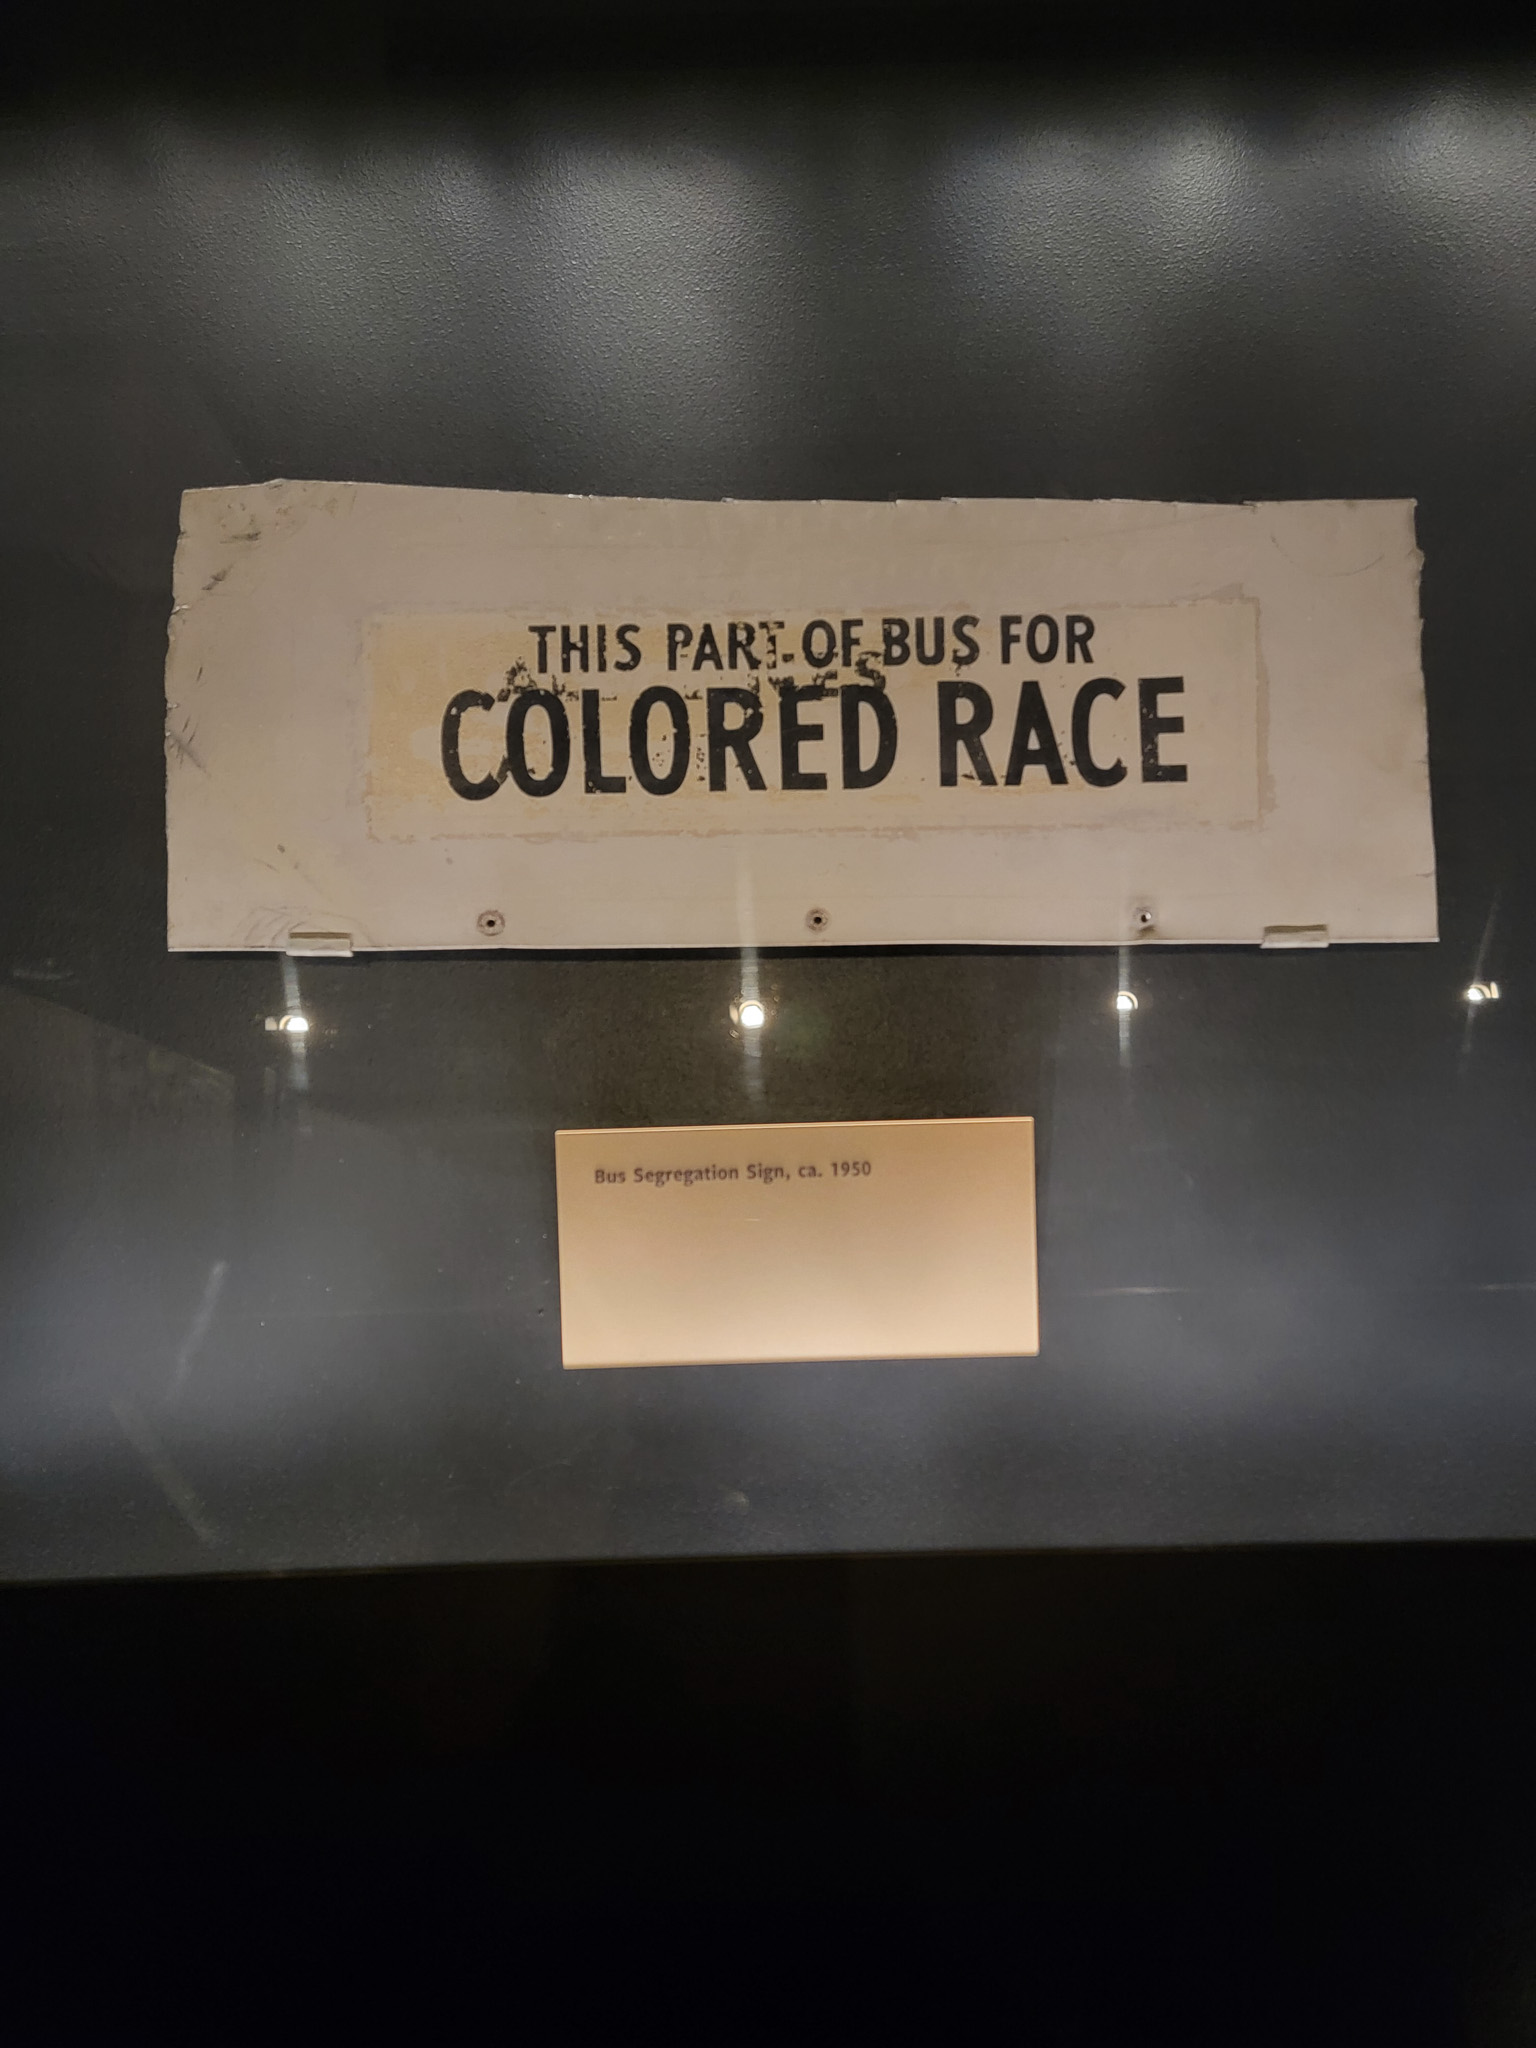 THIS PART OF BUS FOR
COLORED RACE
Bus Segregation Sign, ca. 1950